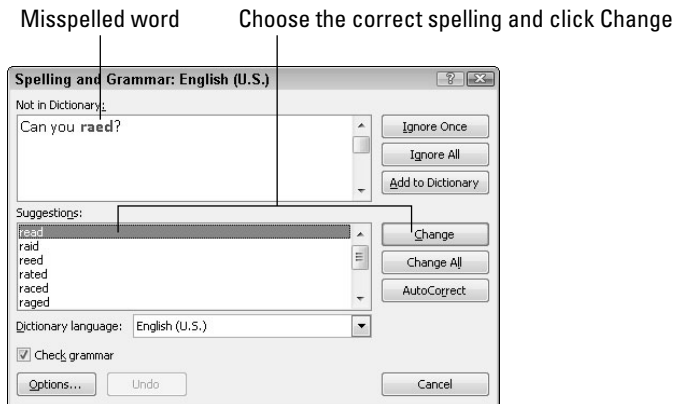 Misspelled word Choose the correct spelling and click Change
Spelling and Grammar: English (U.S.)
Not in Dictionary:
Can you raed?
Ignore Once
Ignore All
Add to Dictionary
Suggestions:
read
raid
reed
rated
raced
raged
Change
Change All
AutoCorrect
Dictionary language: English (U.S.)
Check grammar
Options... Undo Cancel